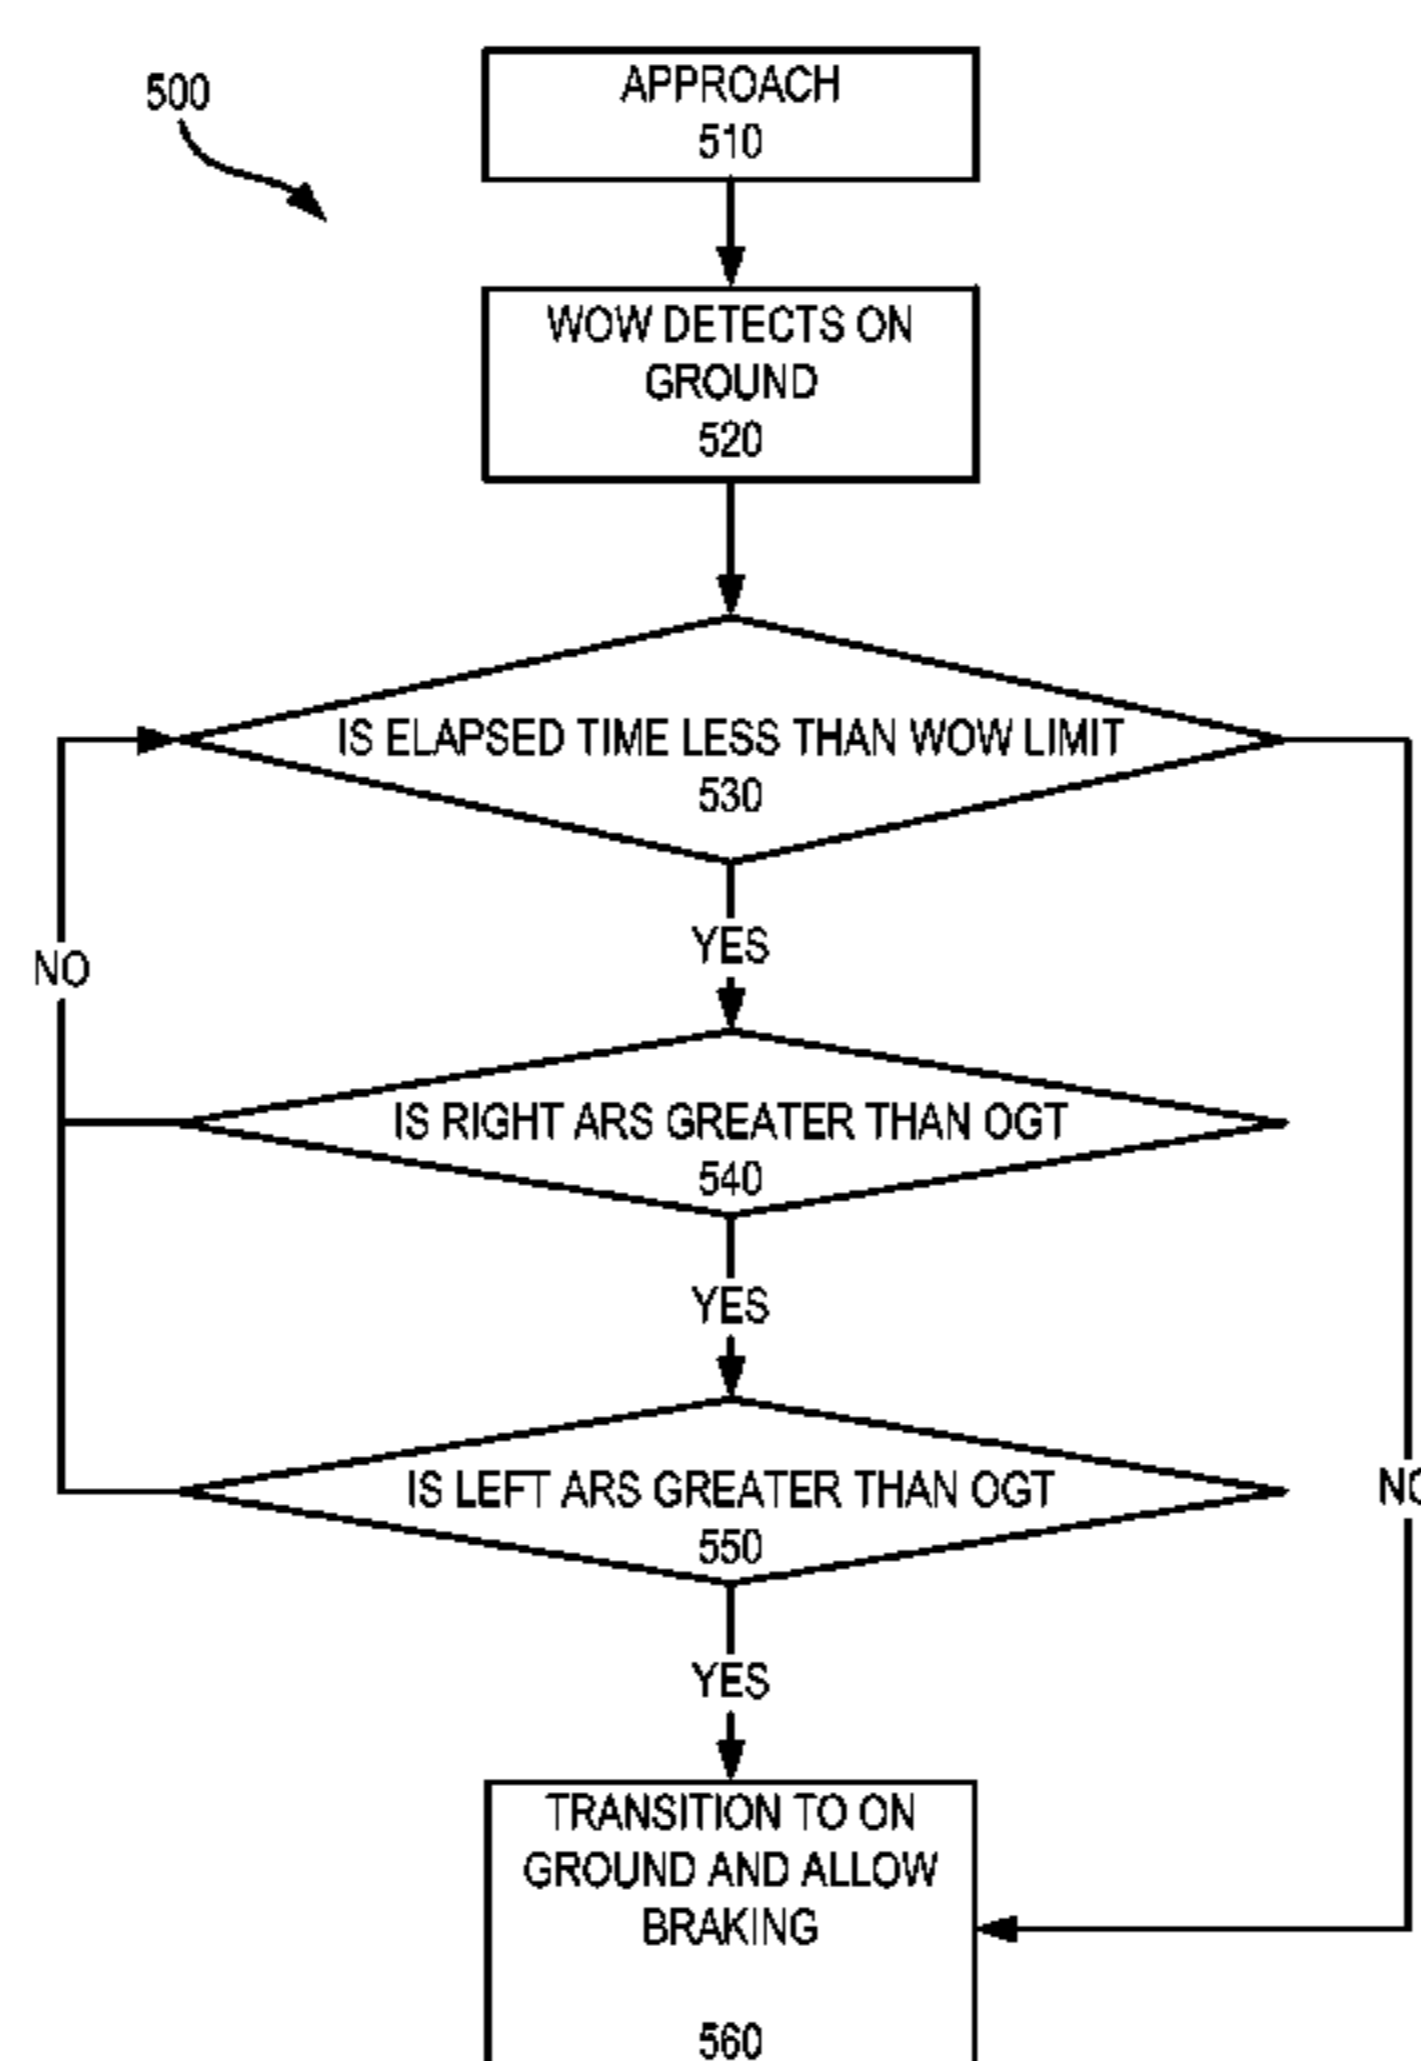 500
APPROACH
510
WOW DETECTS ON
GROUND
520
IS ELAPSED TIME LESS THAN WOW LIMIT
530
YES
NO
IS RIGHT ARS GREATER THAN OGT
540
YES
IS LEFT ARS GREATER THAN OGT
550
NO
YES
TRANSITION TO ON
GROUND AND ALLOW
BRAKING
560